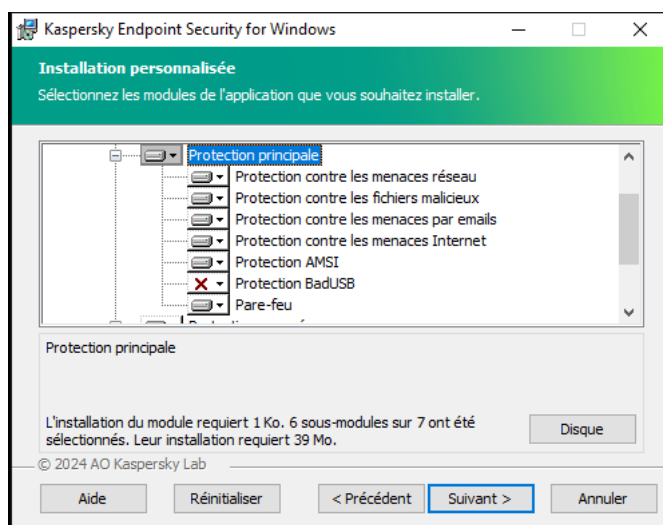 Kaspersky Endpoint Security for Windows
Installation personnalisée
Sélectionnez les modules de l'application que vous souhaitez installer.
Protection principale
Protection contre les menaces réseau
Protection contre les fichiers malicieux
Protection contre les menaces par emails
Protection contre les menaces Internet
Protection AMSI
Protection BadUSB
Pare-feu
Protection principale
L'installation du module requiert 1 Ko. 6 sous-modules sur 7 ont été
sélectionnés. Leur installation requiert 39 Mo.
Disque
© 2024 AO Kaspersky Lab
Aide
Réinitialiser
< Précédent
Suivant >
Annuler